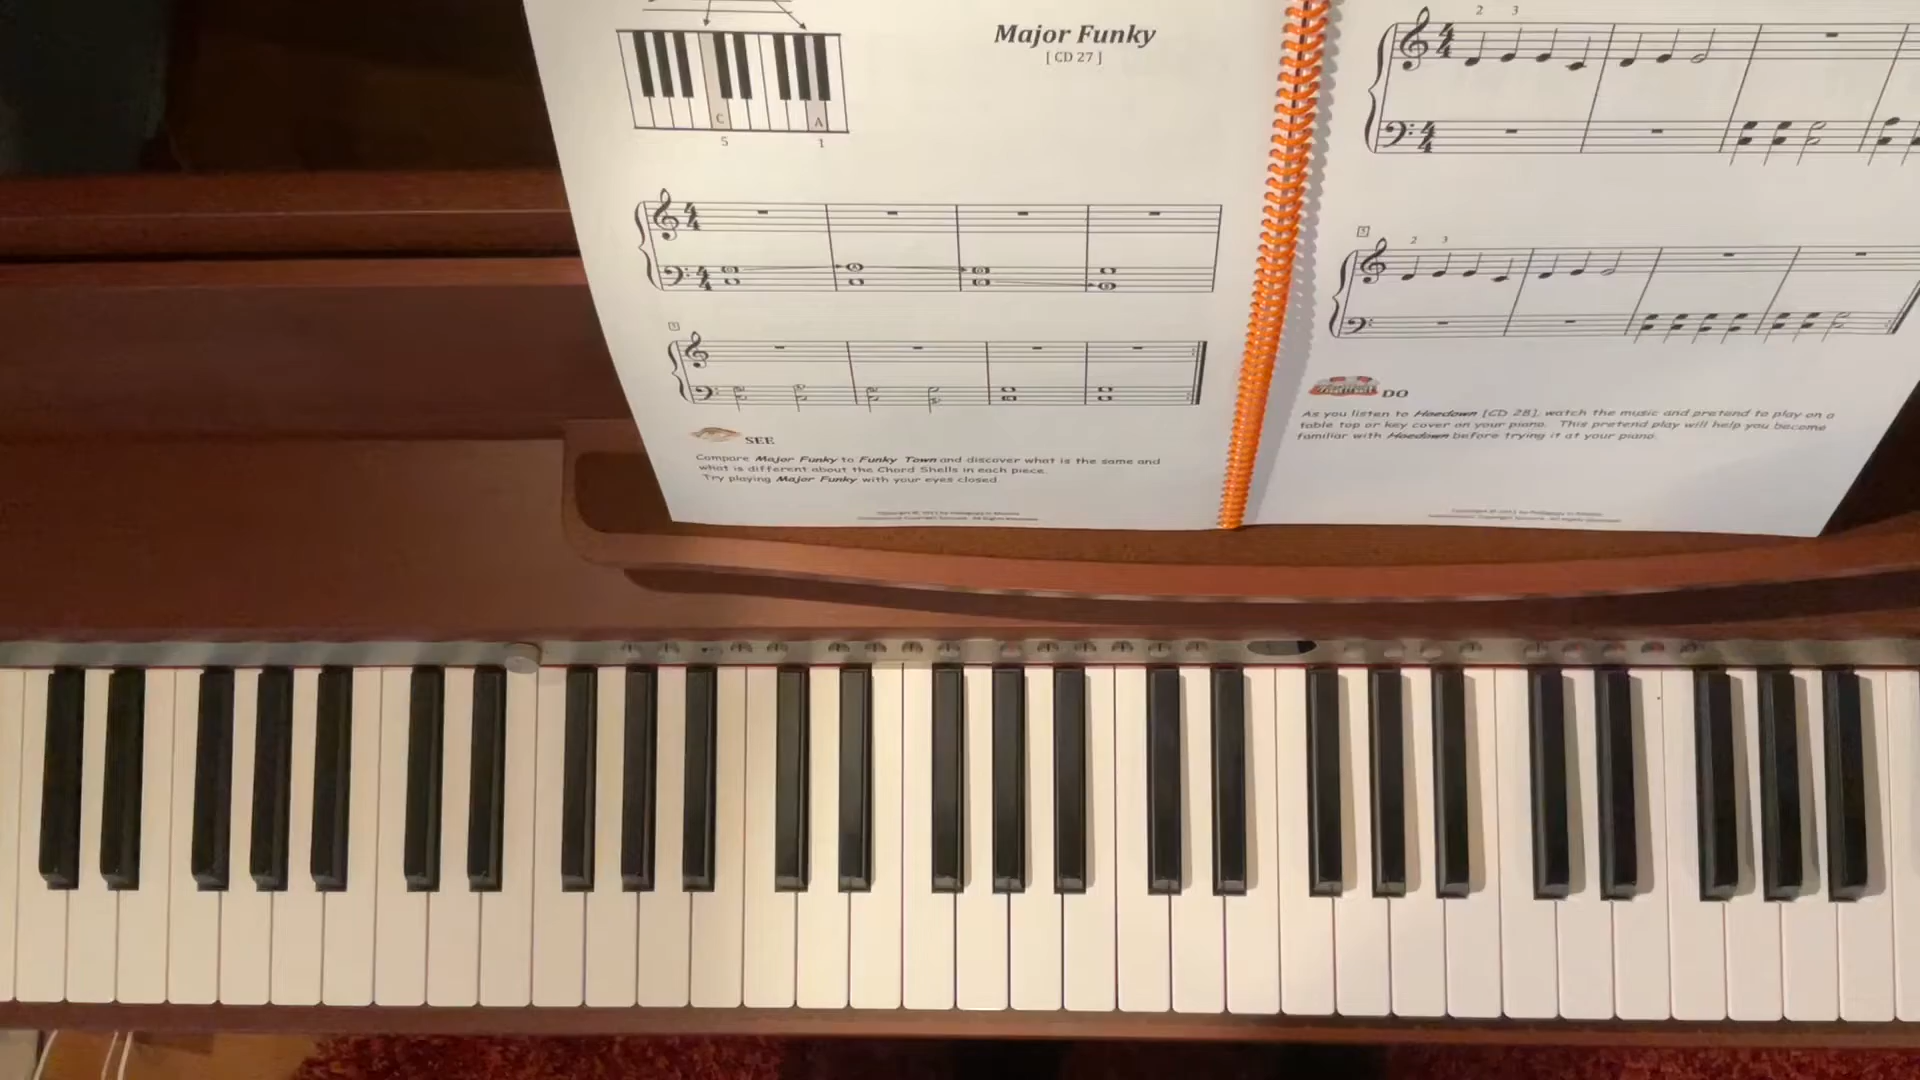 Major Funky
[ CD 27 ]
C A
5 1
5
SEE
Compare Major Funky to Funky Town and discover what is the same and
what is different about the Chord Shells in each piece.
Try playing Major Funky with your eyes closed
2 3
5
2 3
DO
As you listen to Hoedown [CD 28], watch the music and pretend to play on a
table top or key cover on your piano. This pretend play will help you become
familiar with Hoedown before trying it at your piano.